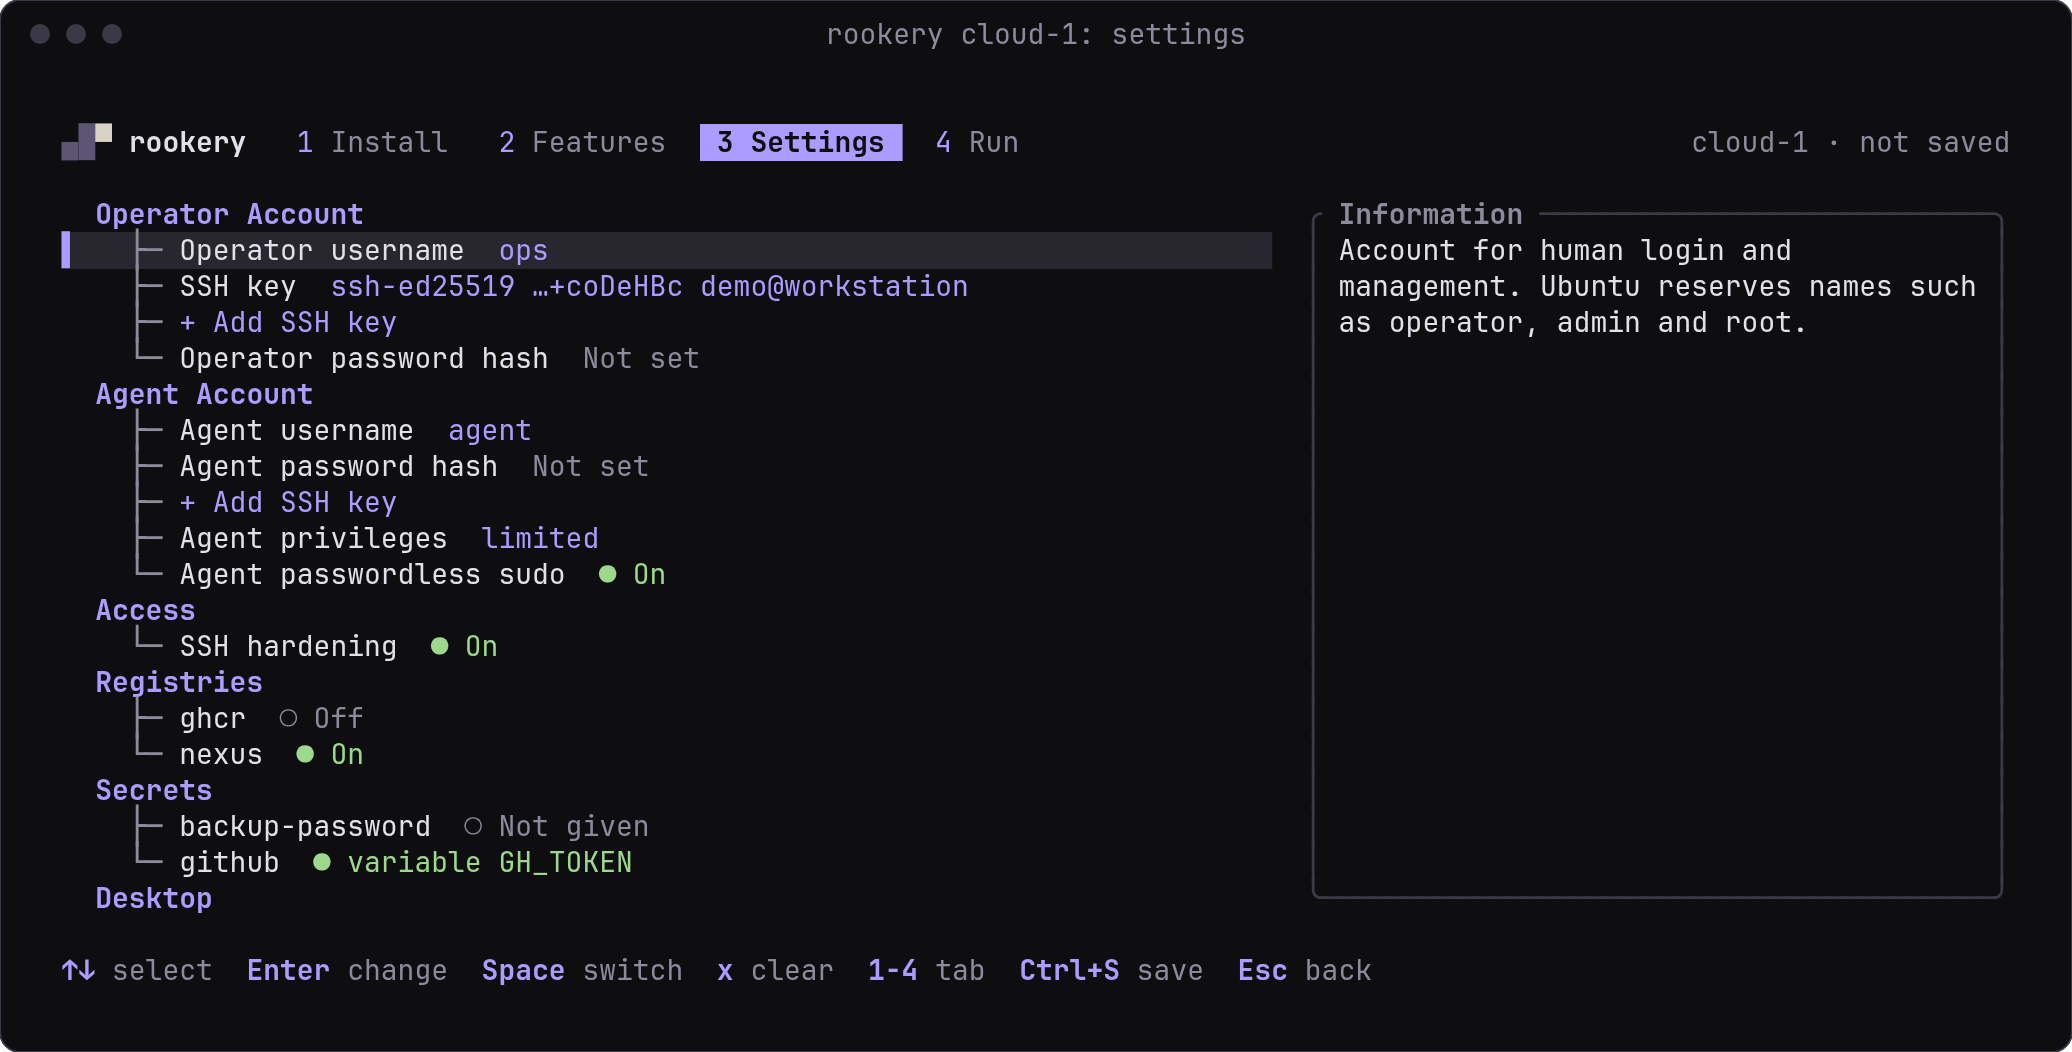 rookery cloud-1: settings
rookery 1 Install 2 Features 3 Settings 4 Run cloud-1 · not saved
Operator Account
Operator username ops
SSH key ssh-ed25519 …+coDeHBc demo@workstation
+ Add SSH key
Operator password hash Not set
Agent Account
Agent username agent
Agent password hash Not set
+ Add SSH key
Agent privileges limited
Agent passwordless sudo ● On
Access
SSH hardening ● On
Registries
ghcr ○ Off
nexus ● On
Secrets
backup-password ○ Not given
github ● variable GH_TOKEN
Desktop
Information
Account for human login and
management. Ubuntu reserves names such
as operator, admin and root.
↑↓ select Enter change Space switch x clear 1-4 tab Ctrl+S save Esc back